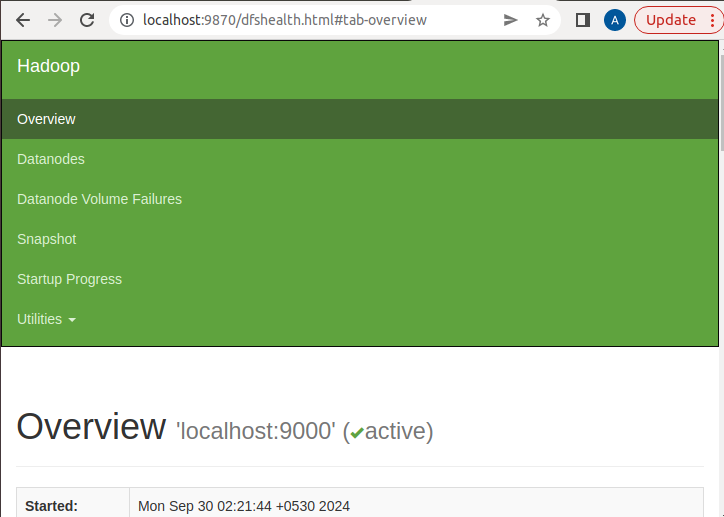 localhost:9870/dfshealth.html#tab-overview
A
Update
Hadoop
Overview
Datanodes
Datanode Volume Failures
Snapshot
Startup Progress
Utilities
Overview 'localhost:9000' (✔active)
Started: Mon Sep 30 02:21:44 +0530 2024